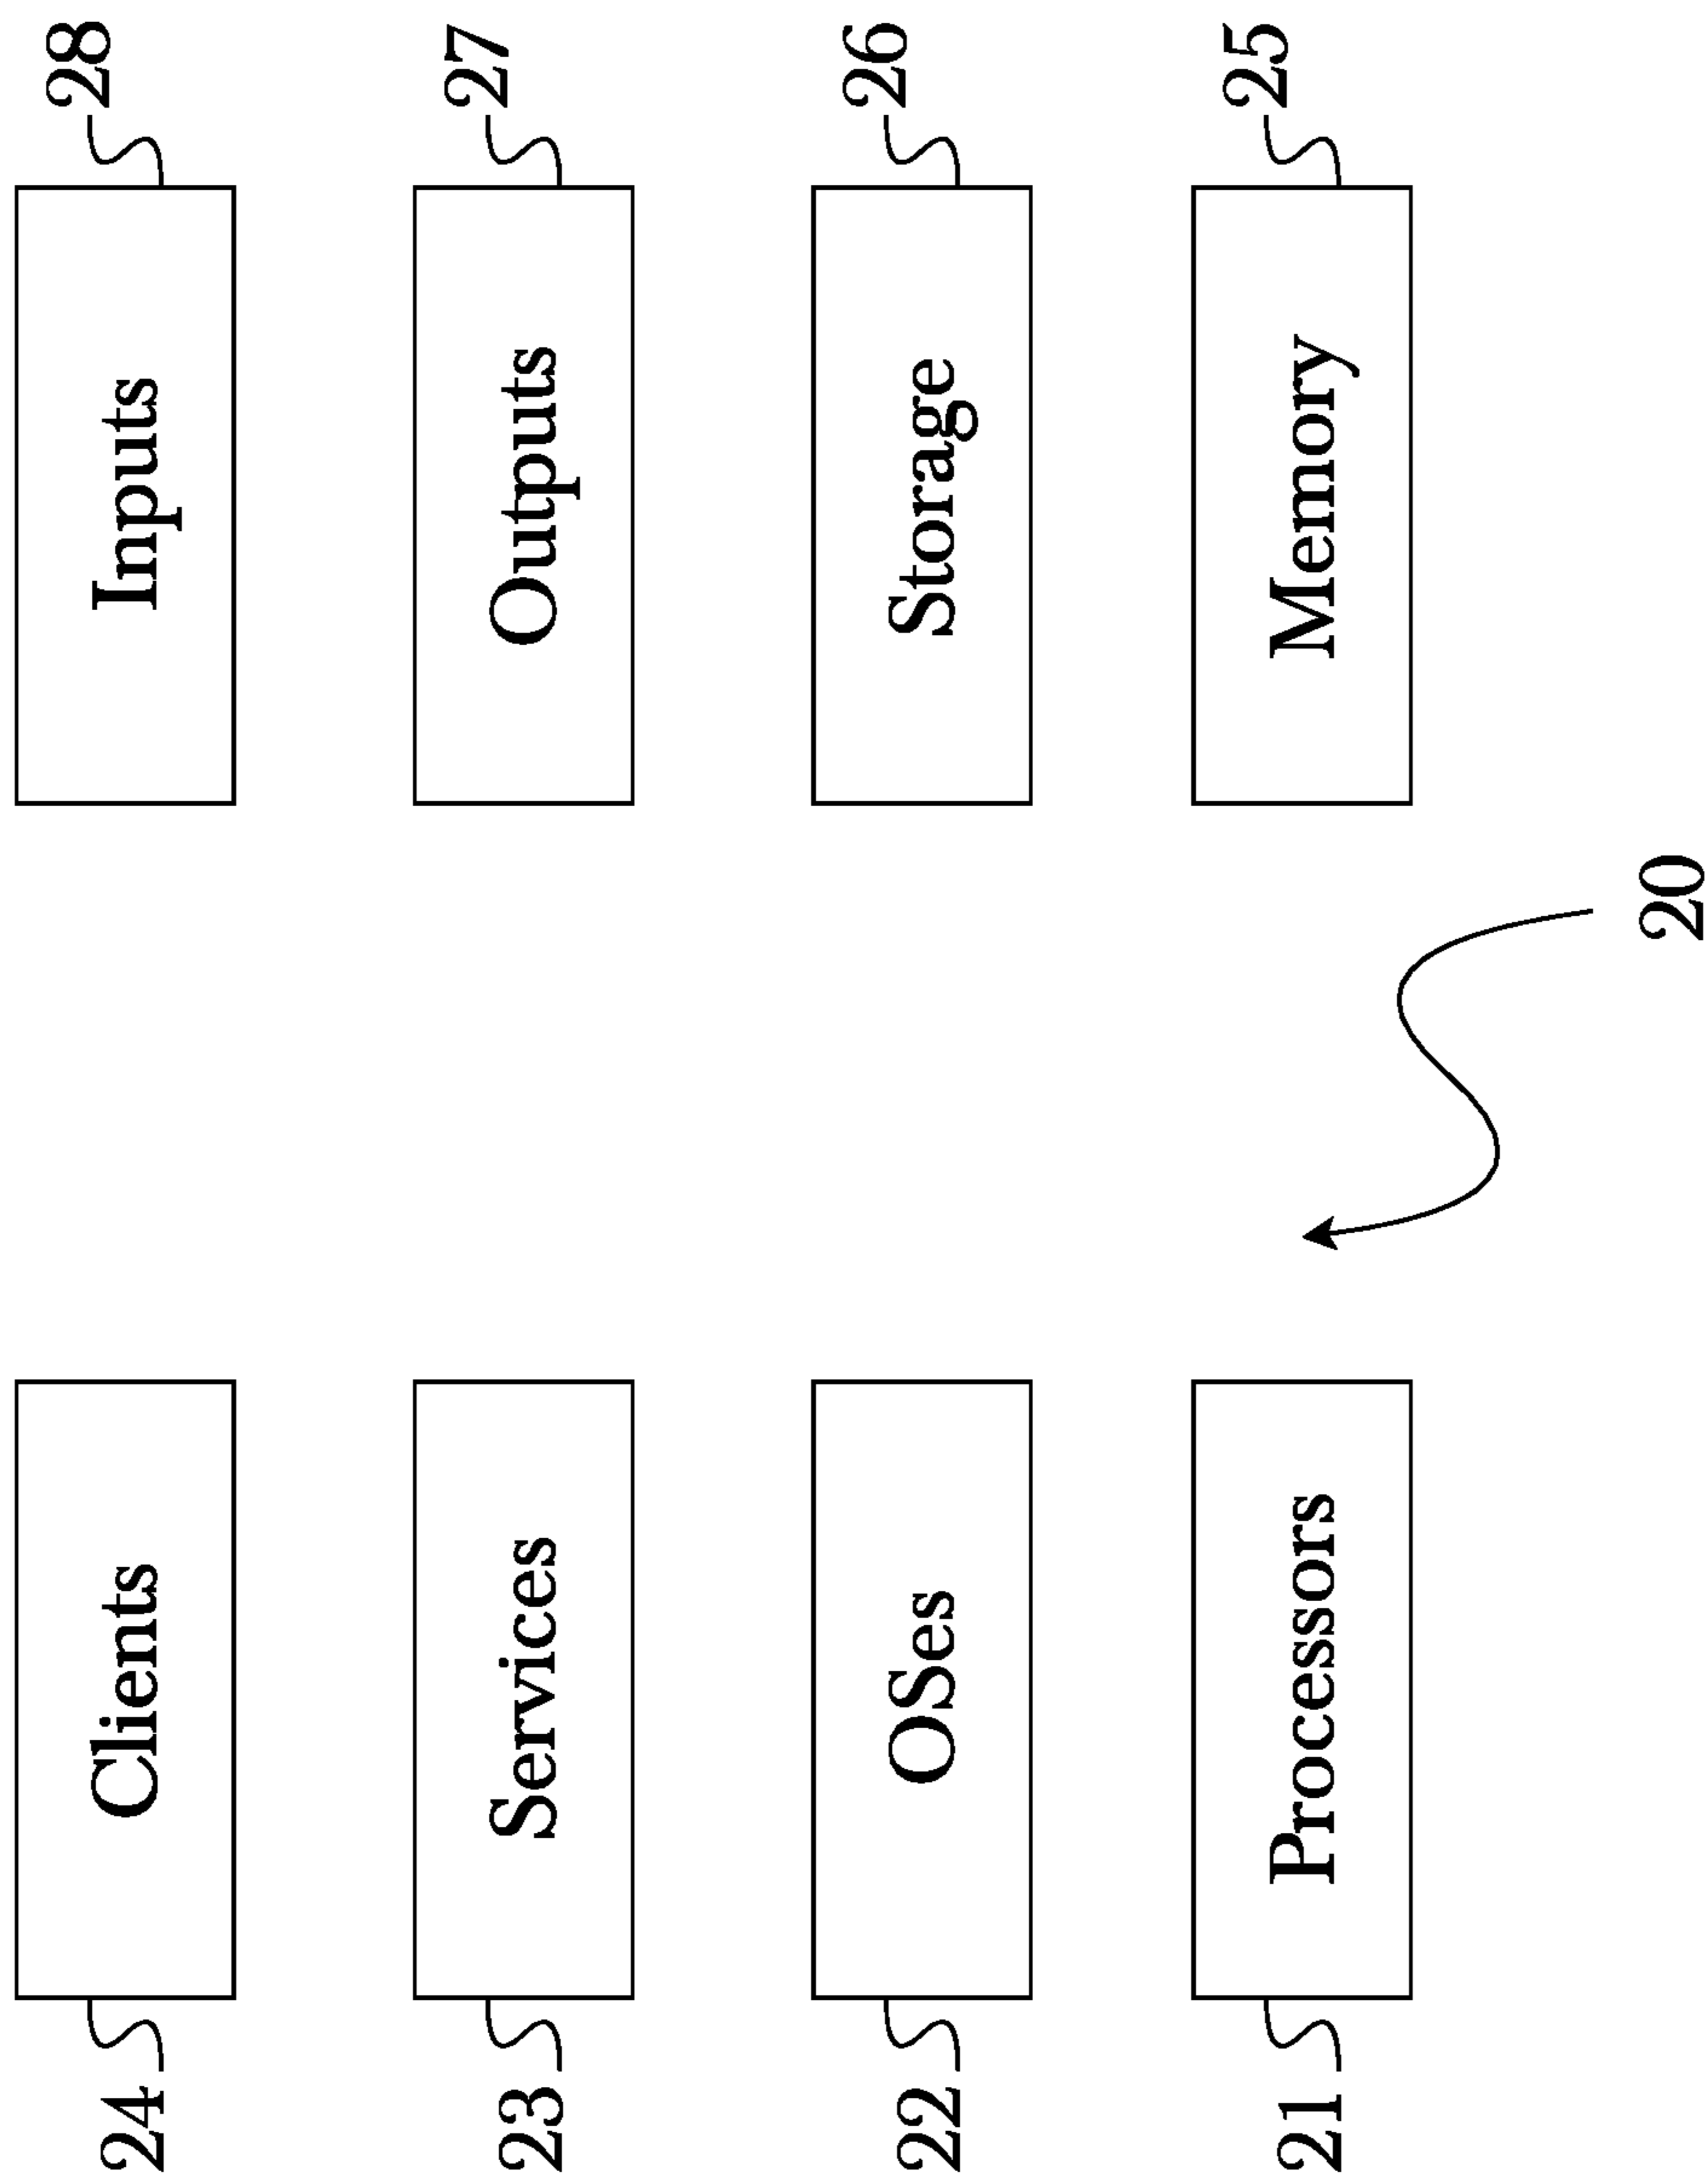 24 Clients Inputs 28
23 Services Outputs 27
22 OSes Storage 26
21 Processors Memory 25
20